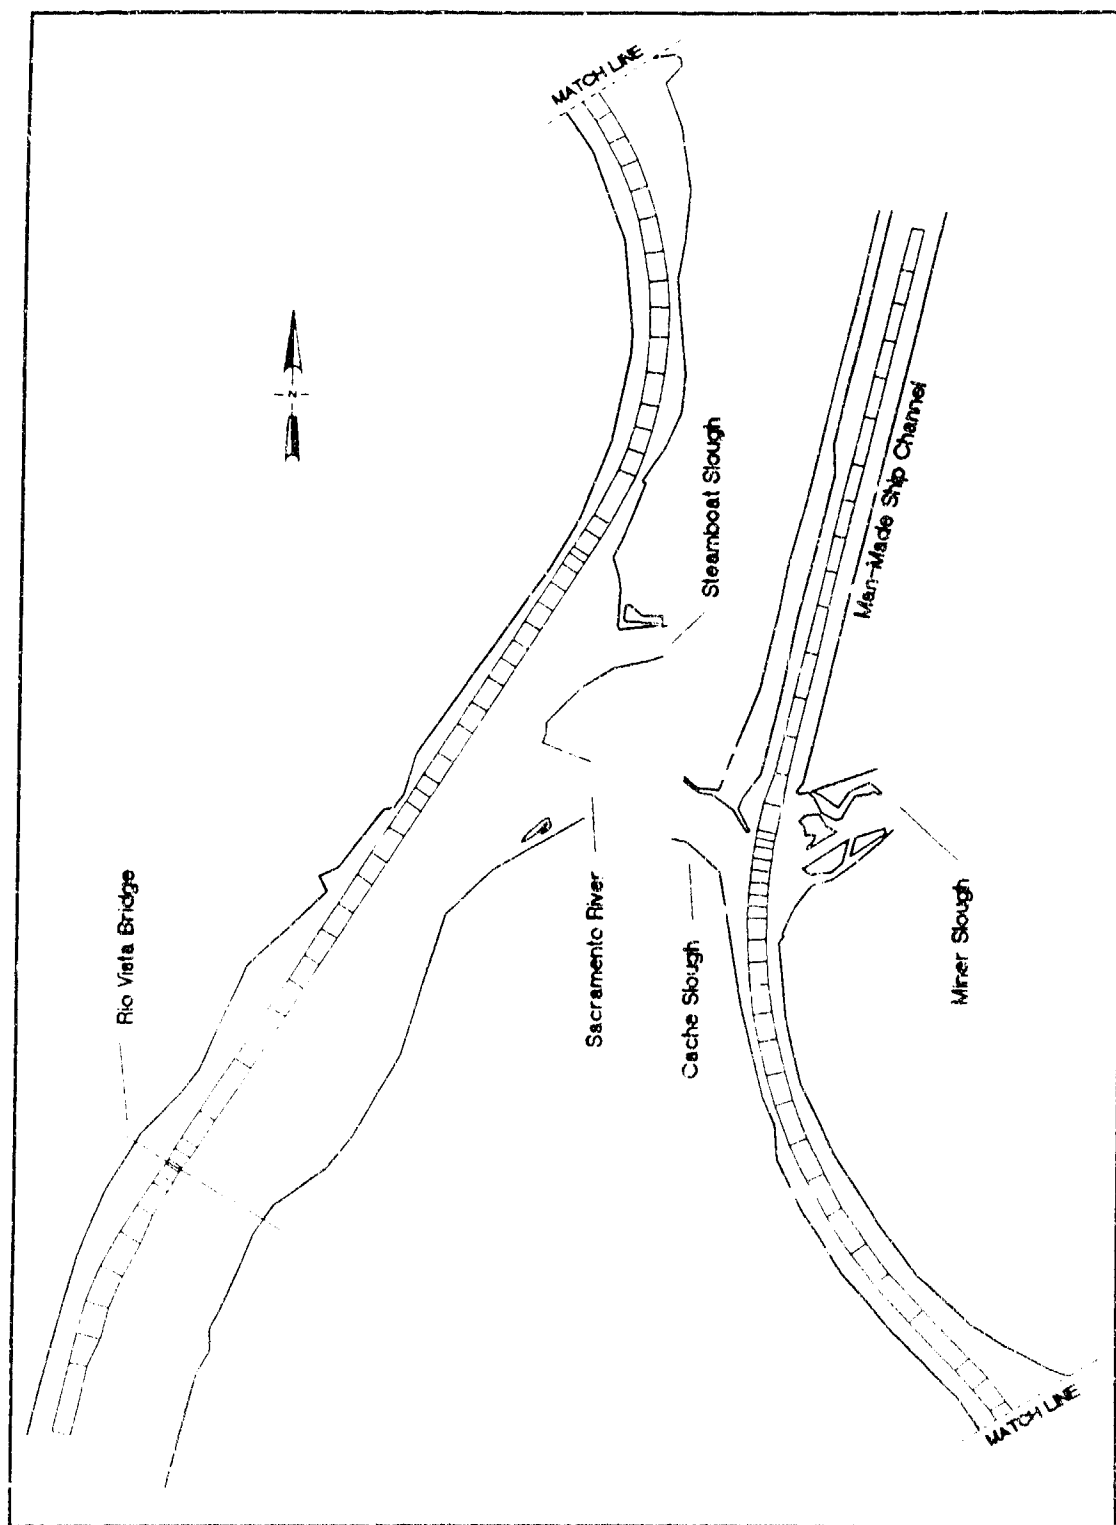 MATCH LINE
N
Steamboat Slough
Man-Made Ship Channel
Rio Vista Bridge
Sacramento River
Cache Slough
Miner Slough
MATCH LINE